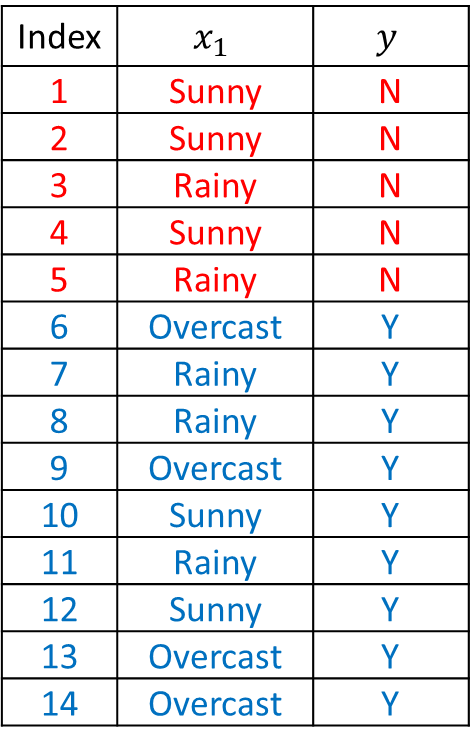 Index x₁ y
1 Sunny N
2 Sunny N
3 Rainy N
4 Sunny N
5 Rainy N
6 Overcast Y
7 Rainy Y
8 Rainy Y
9 Overcast Y
10 Sunny Y
11 Rainy Y
12 Sunny Y
13 Overcast Y
14 Overcast Y